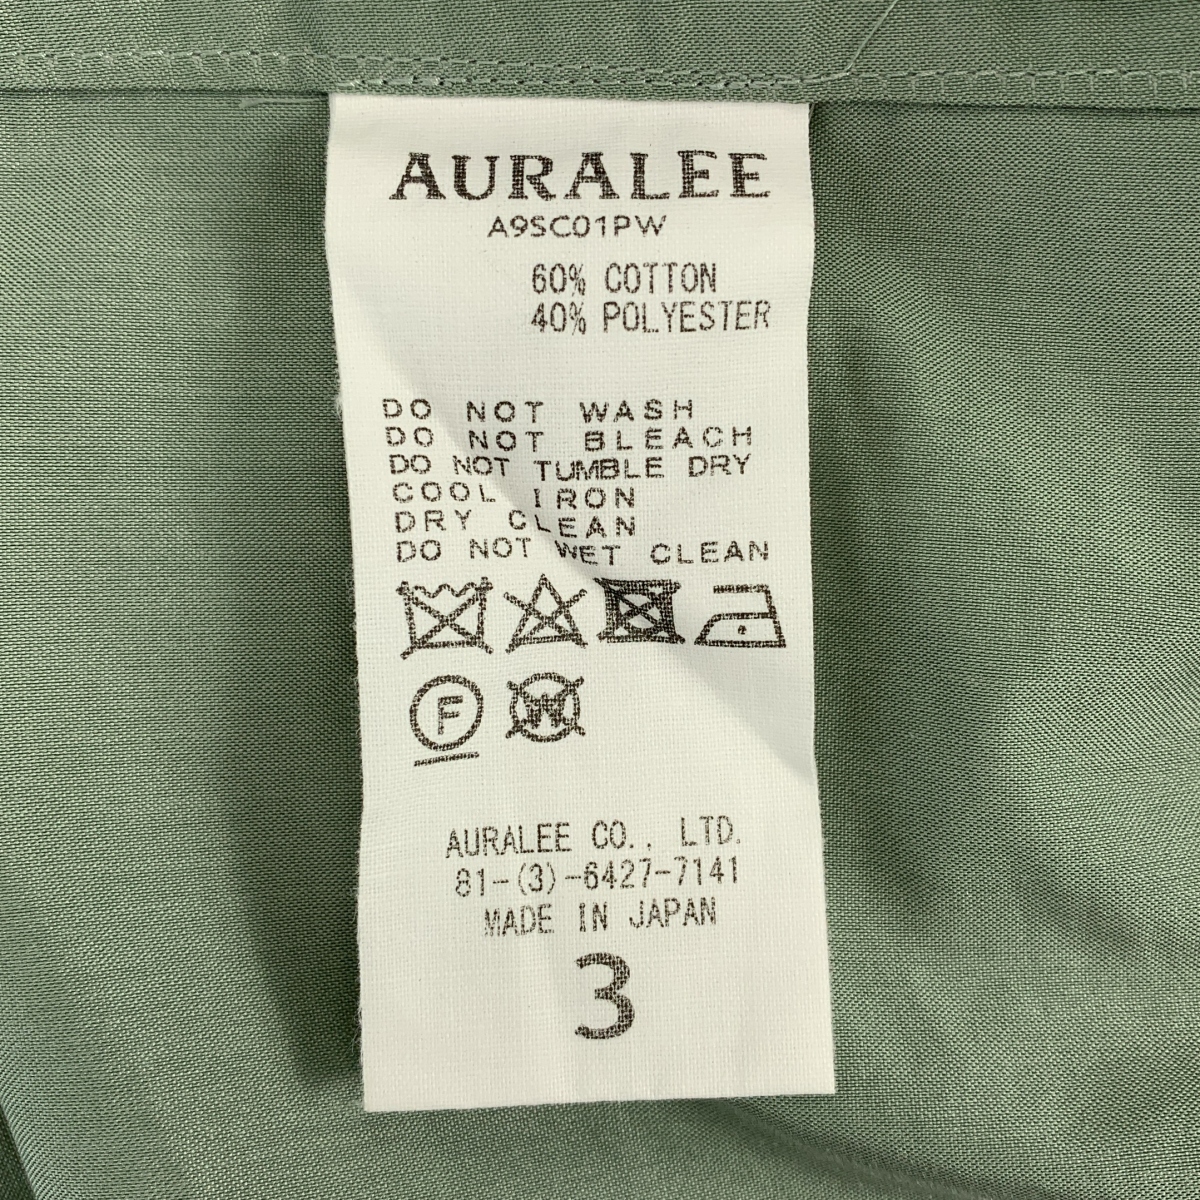 AURALEE
A9SC01PW
60% COTTON
40% POLYESTER
DO NOT WASH
DO NOT BLEACH
DO NOT TUMBLE DRY
COOL IRON
DRY CLEAN
DO NOT WET CLEAN
F W
AURALEE CO., LTD.
81-(3)-6427-7141
MADE IN JAPAN
3